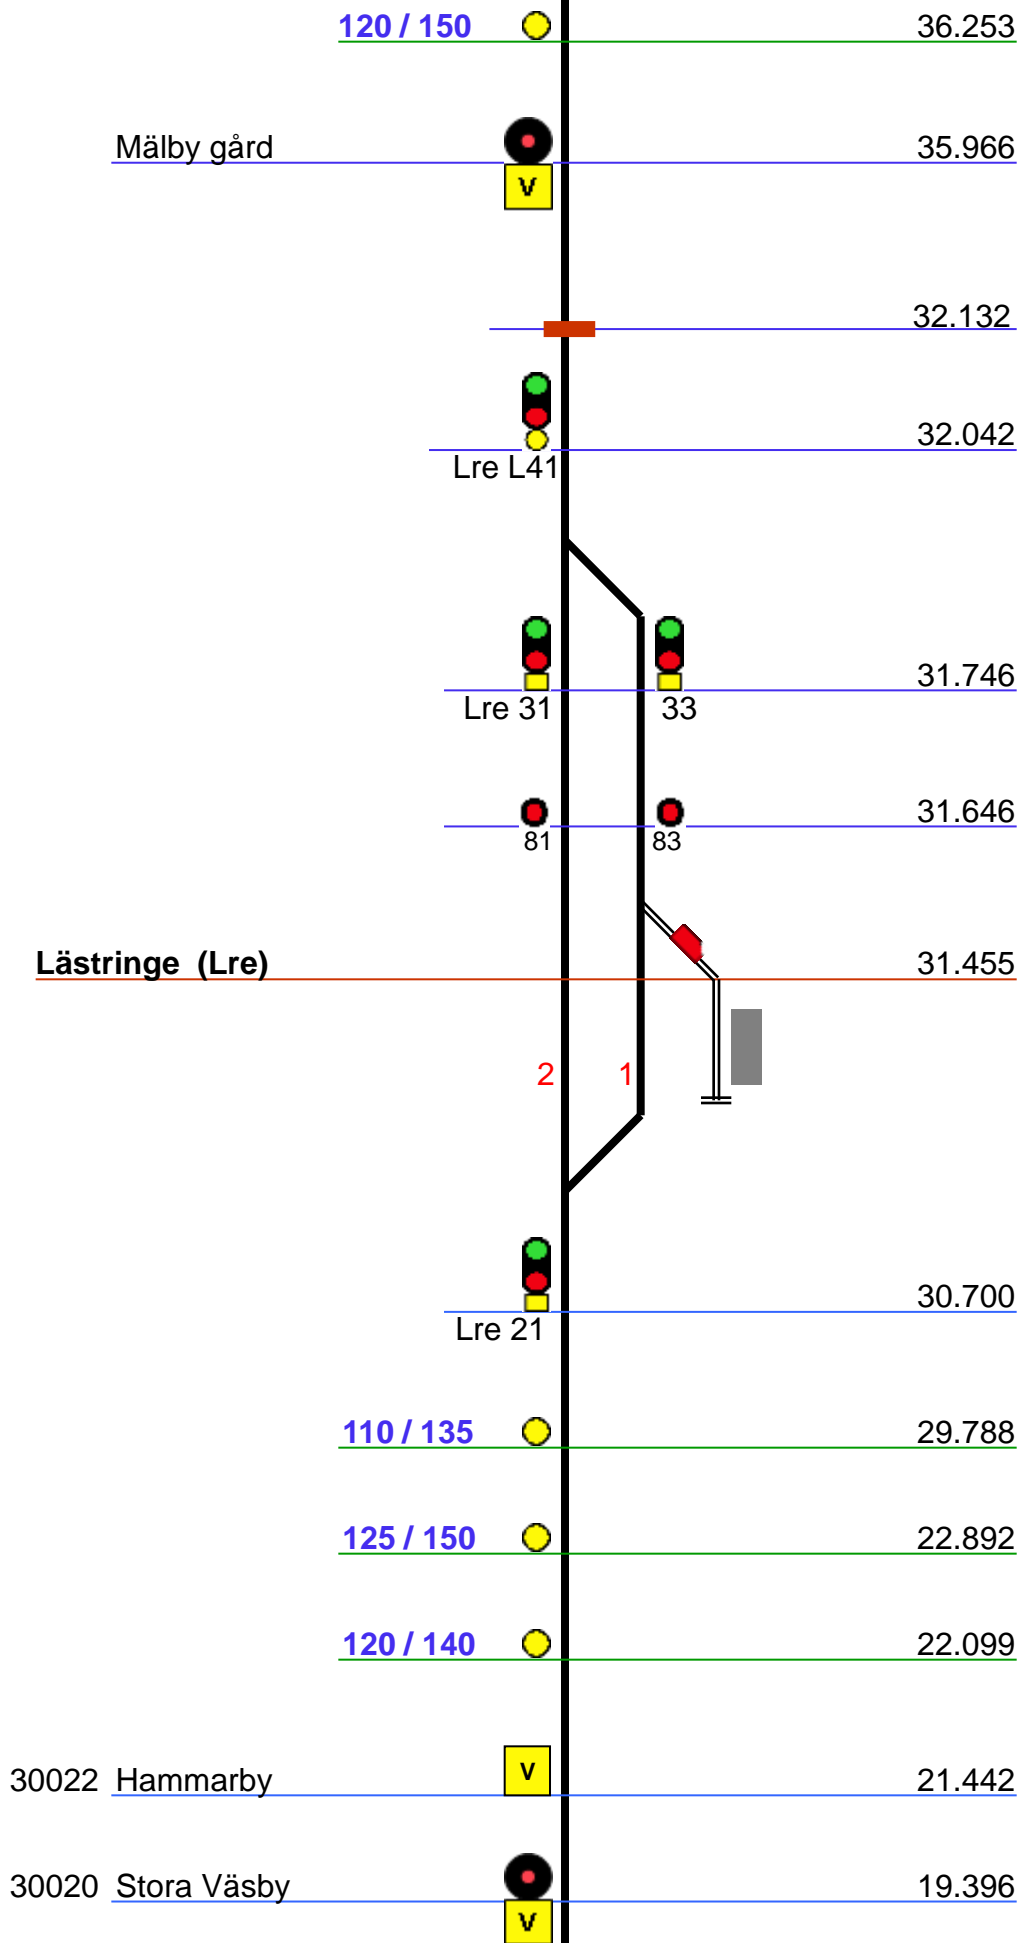 120 / 150 36.253
Mälby gård 35.966
V
32.132
32.042
Lre L41
31.746
Lre 31 33
31.646
81 83
Lästringe (Lre) 31.455
2 1
30.700
Lre 21
110 / 135 29.788
125 / 150 22.892
120 / 140 22.099
V
30022 Hammarby 21.442
30020 Stora Väsby 19.396
V